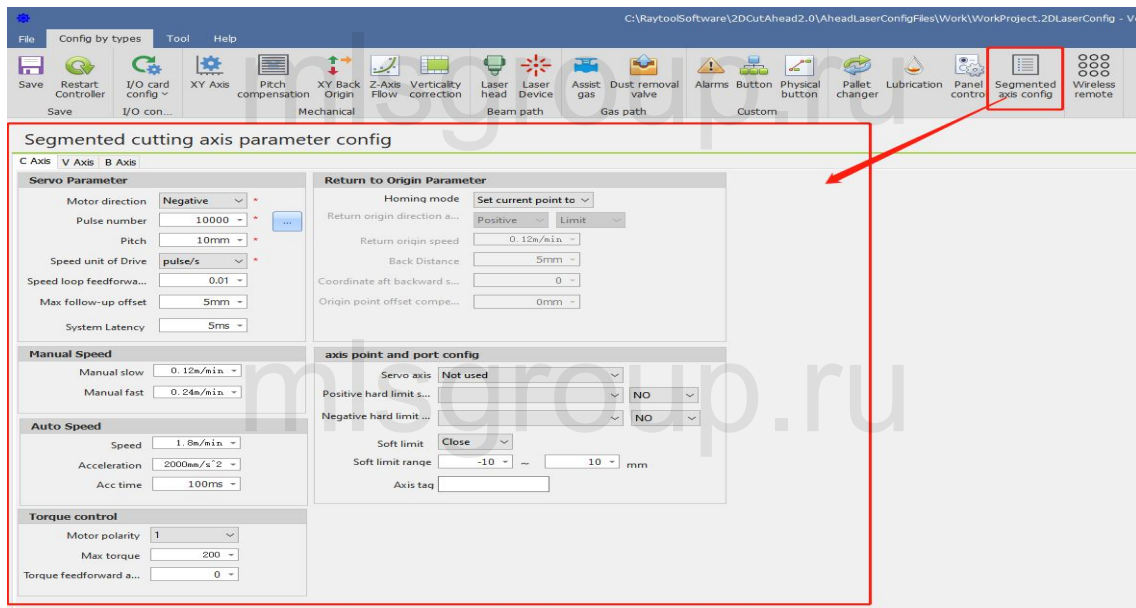 C:\RaytoolSoftware\2DCutAhead2.0\AheadLaserConfigFiles\Work\WorkProject.2DLaserConfig - Ve
File Config by types Tool Help
Save Restart Controller I/O card config XY Axis Pitch compensation XY Back Origin Z-Axis Flow Verticality correction Laser head Laser Device Assist gas Dust removal valve Alarms Button Physical button Pallet changer Lubrication Panel control Segmented axis config Wireless remote
Save I/O con... Mechanical Beam path Gas path Custom
Segmented cutting axis parameter config
C Axis V Axis B Axis
Servo Parameter
Motor direction Negative *
Pulse number 10000 * ...
Pitch 10mm *
Speed unit of Drive pulse/s *
Speed loop feedforwa... 0.01
Max follow-up offset 5mm
System Latency 5ms
Manual Speed
Manual slow 0.12m/min
Manual fast 0.24m/min
Auto Speed
Speed 1.8m/min
Acceleration 2000mm/s^2
Acc time 100ms
Torque control
Motor polarity 1
Max torque 200
Torque feedforward a... 0
Return to Origin Parameter
Homing mode Set current point to
Return origin direction a... Positive Limit
Return origin speed 0.12m/min
Back Distance 5mm
Coordinate aft backward s... 0
Origin point offset compe... 0mm
axis point and port config
Servo axis Not used
Positive hard limit s... NO
Negative hard limit ... NO
Soft limit Close
Soft limit range -10 ~ 10 mm
Axis tag
mlsgroup.ru
mlsgroup.ru